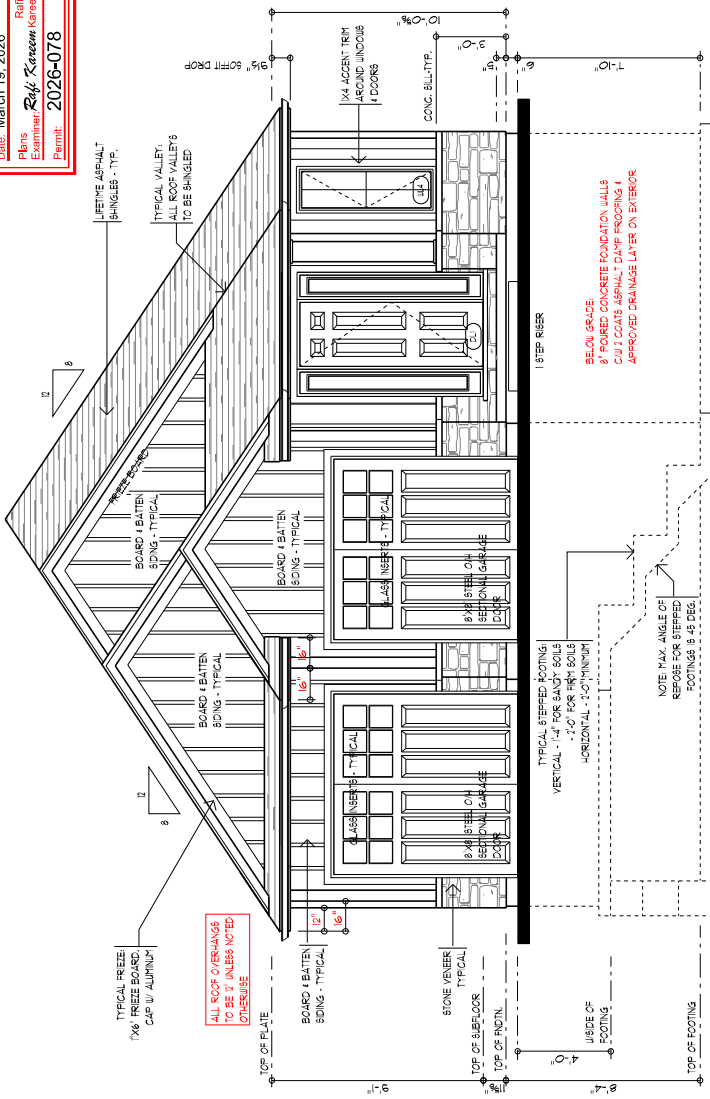 Date: March 19, 2026
Plans
Examiner: Rafi Kareem
Rafi
Karee
Permit: 2026-078
LIFETIME ASPHALT
SHINGLES - TYP.
TYPICAL VALLEY:
ALL ROOF VALLEYS
TO BE SHINGLED
9½" SOFFIT DROP
1X4 ACCENT TRIM
AROUND WINDOWS
& DOORS
CONC. SILL-TYP.
3'-0"
7'-10"
12
8
FRIEZE BOARD
BOARD & BATTEN
SIDING - TYPICAL
BOARD & BATTEN
SIDING - TYPICAL
BOARD & BATTEN
SIDING - TYPICAL
DL1
GLASS INSERTS - TYPICAL
8'X8' STEEL O/H
SECTIONAL GARAGE
DOOR
16"
16"
GLASS INSERTS - TYPICAL
8'X8' STEEL O/H
SECTIONAL GARAGE
DOOR
12
8
TYPICAL FRIEZE:
1"X6" FRIEZE BOARD,
CAP W/ ALUMINUM
ALL ROOF OVERHANGS
TO BE 12" UNLESS NOTED
OTHERWISE
12"
16"
BOARD & BATTEN
SIDING - TYPICAL
STONE VENEER
TYPICAL
1 STEP RISER
BELOW GRADE:
8" POURED CONCRETE FOUNDATION WALLS
C/W 2 COATS ASPHALT DAMP PROOFING &
APPROVED DRAINAGE LAYER ON EXTERIOR
TYPICAL STEPPED FOOTING:
VERTICAL - 1'-4" FOR SANDY SOILS
- 2'-0" FOR FIRM SOILS
HORIZONTAL - 2'-0" MINIMUM
NOTE: MAX. ANGLE OF
REPOSE FOR STEPPED
FOOTINGS IS 45 DEG.
TOP OF PLATE
TOP OF SUBFLOOR
TOP OF FNDTN.
U/SIDE OF
FOOTING
TOP OF FOOTING
9'-1"
4'-0"
8'-4"